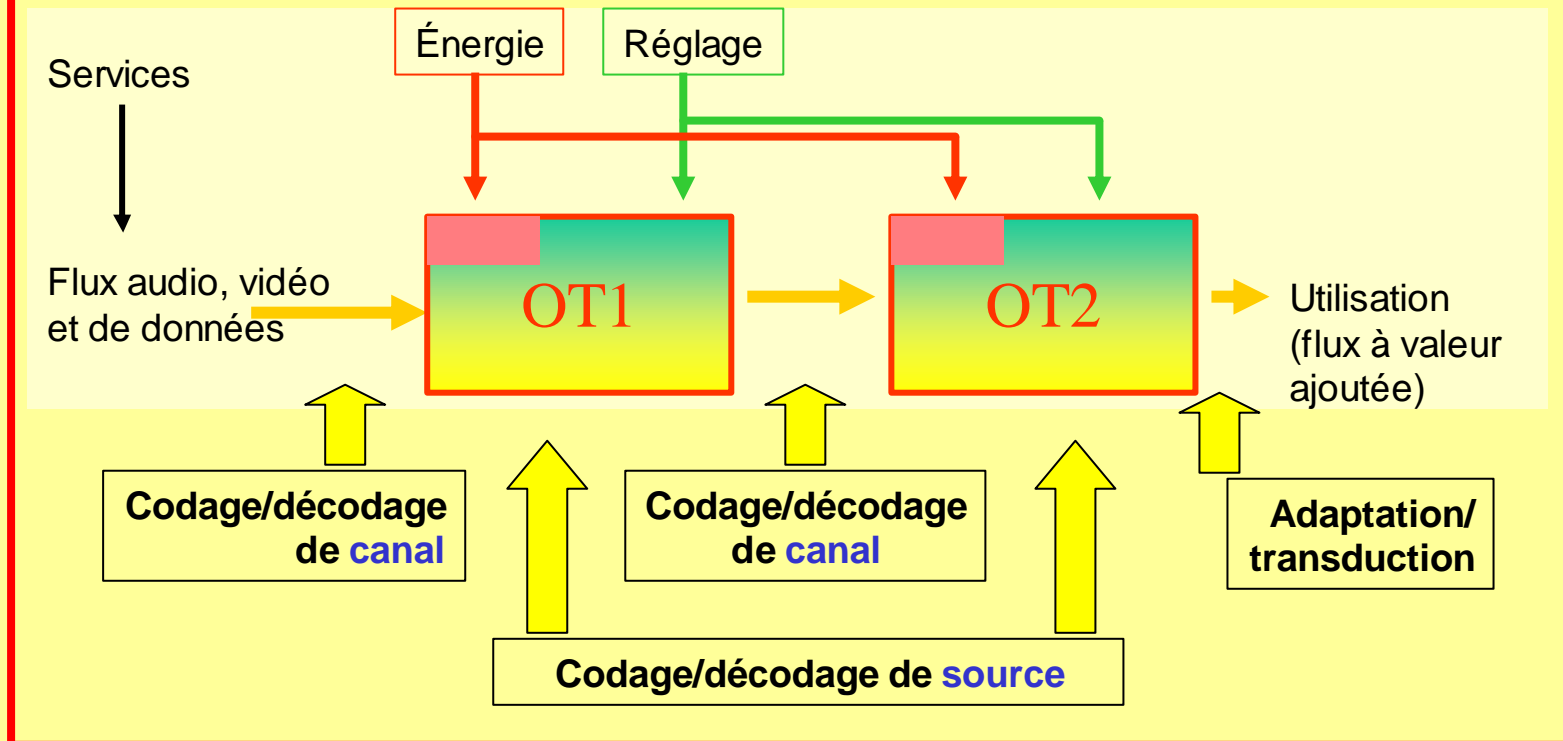 Énergie
Réglage
Services
Flux audio, vidéo
et de données
OT1
OT2
Utilisation
(flux à valeur
ajoutée)
Codage/décodage
de canal
Codage/décodage
de canal
Adaptation/
transduction
Codage/décodage de source